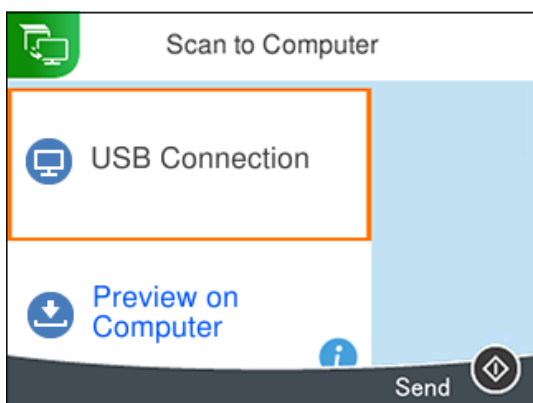 Scan to Computer
USB Connection
Preview on
Computer
i
Send